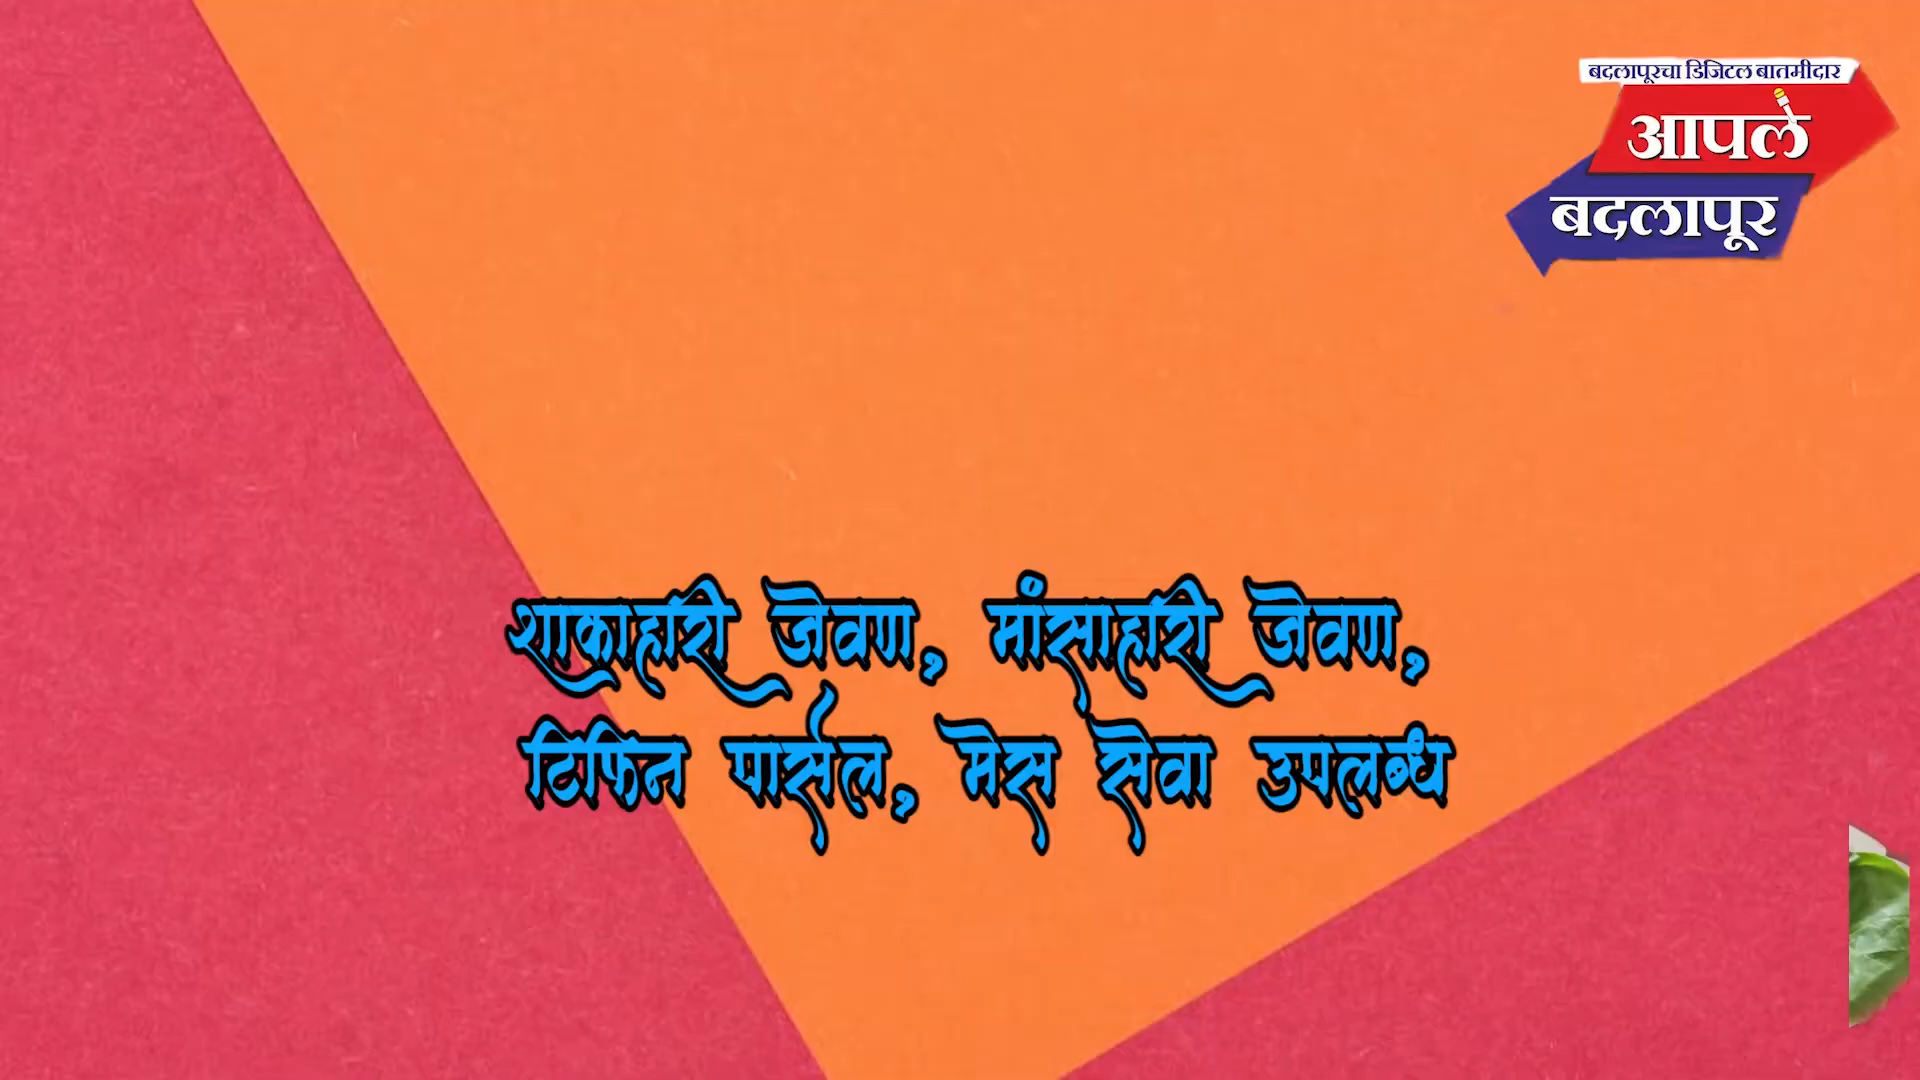 बदलापूरचा डिजिटल बातमीदार
आपले
बदलापूर
शाकाहारी जेवण, मांसाहारी जेवण,
टिफिन पार्सल, मेस सेवा उपलब्ध